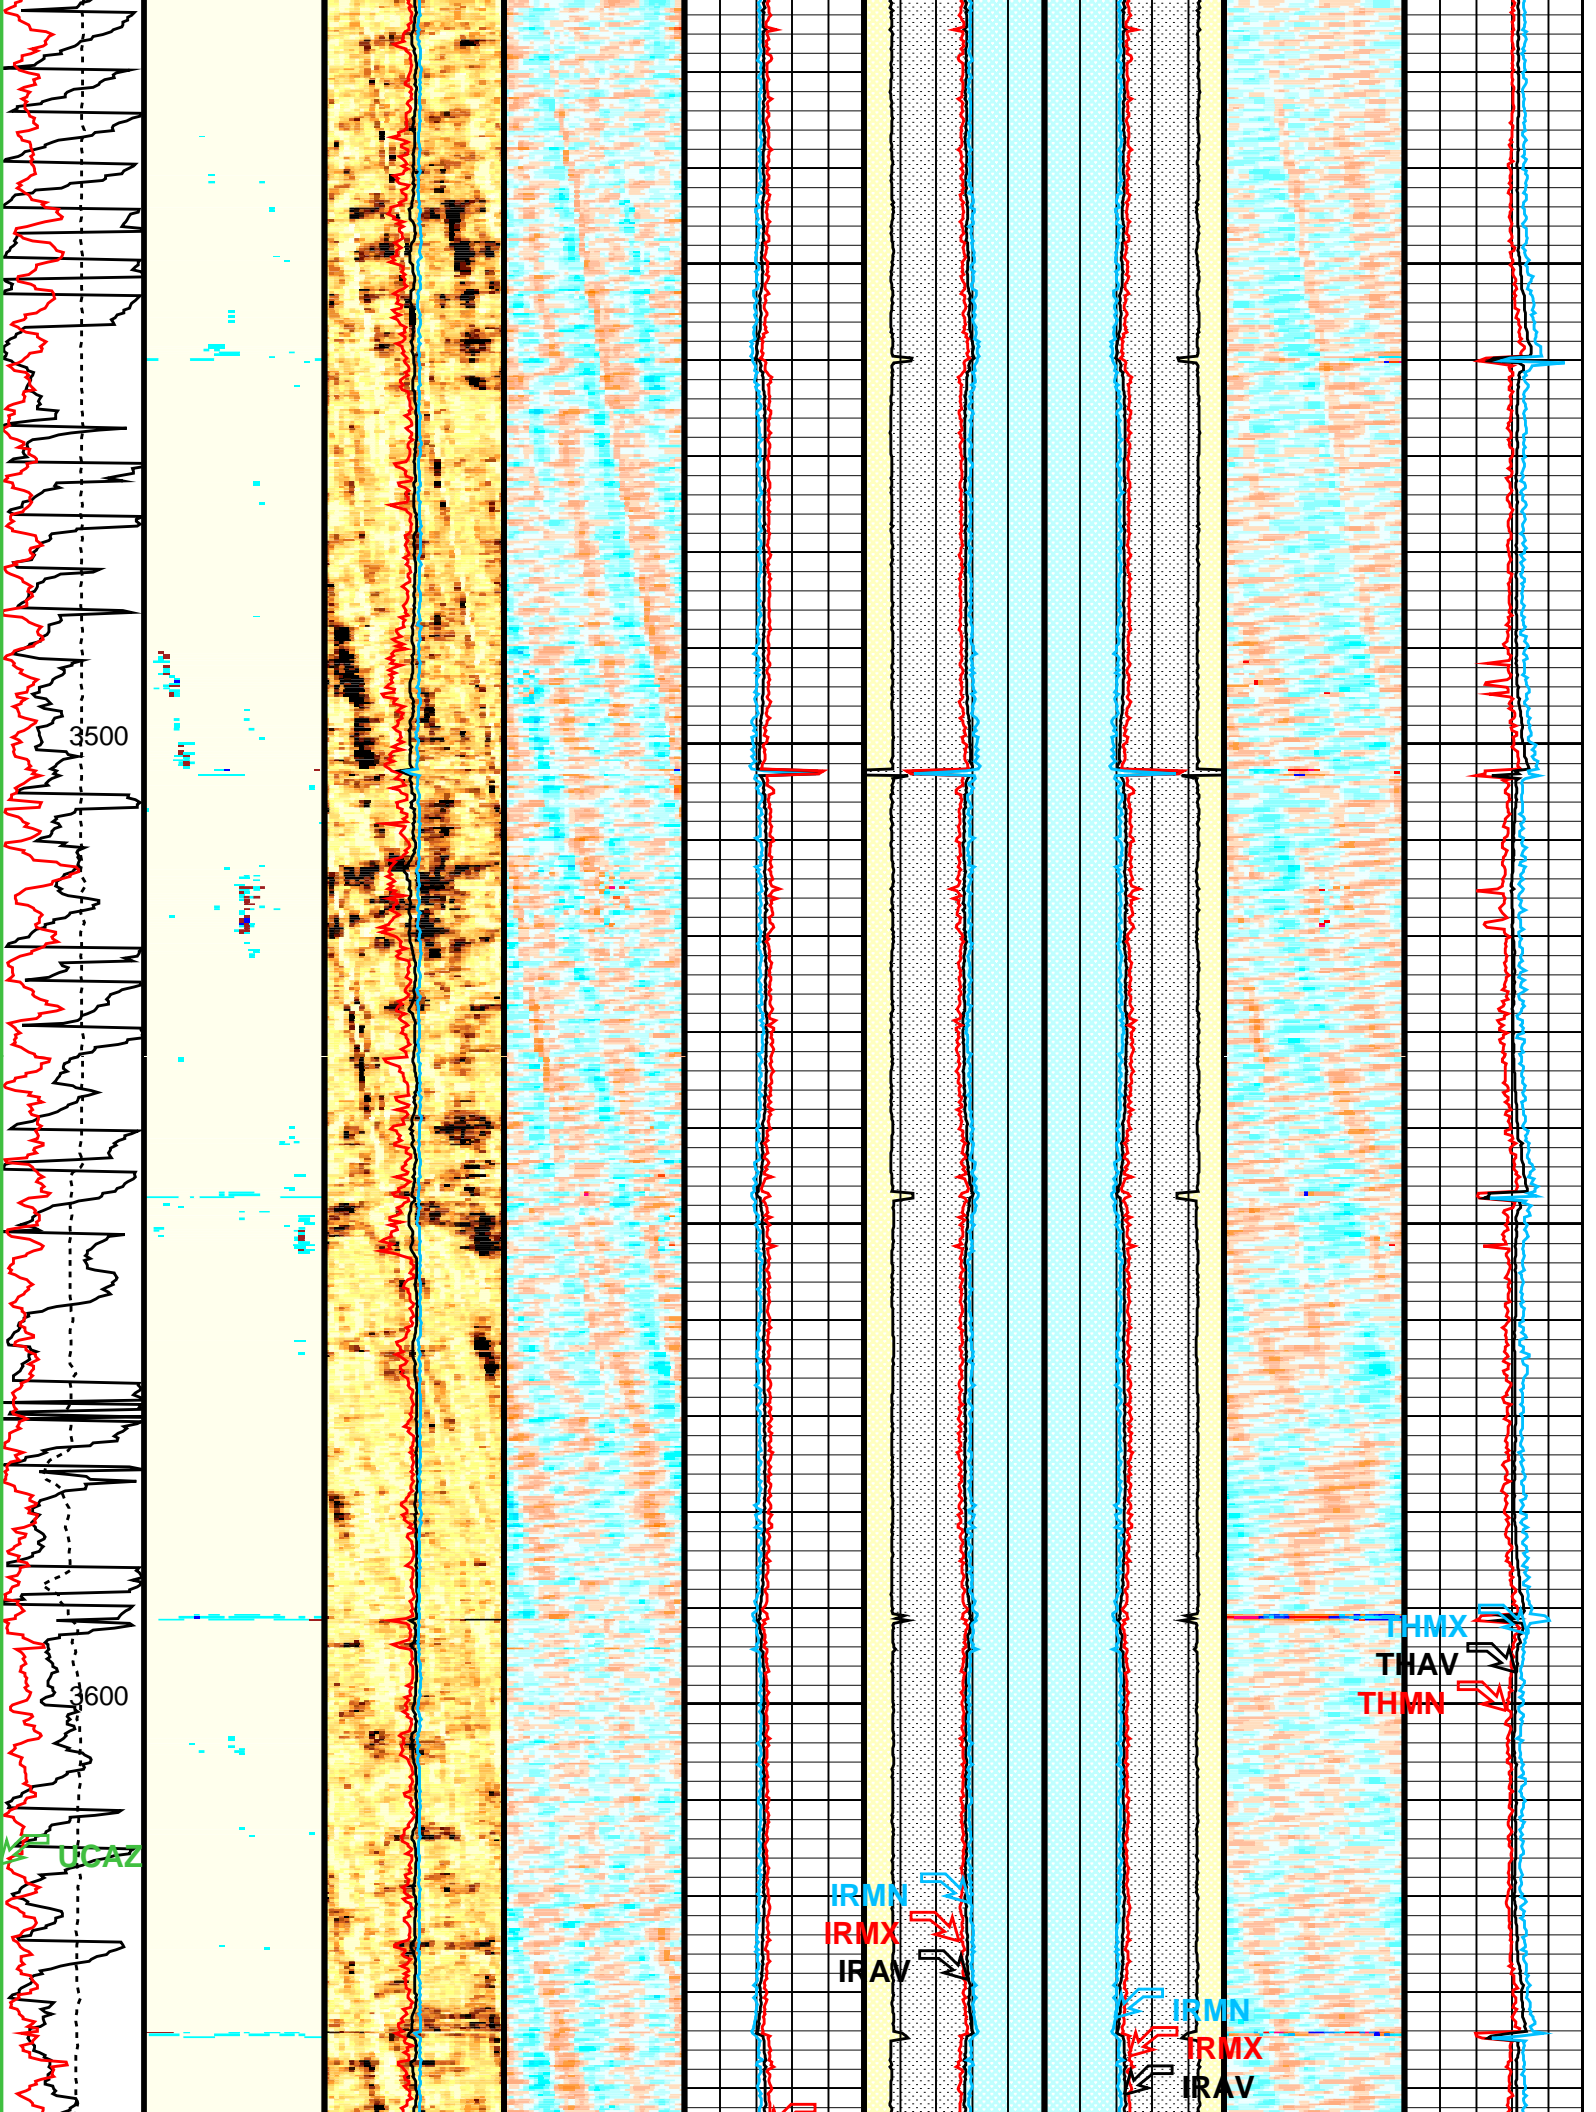 3500
THMX
THAV
3600
THMN
UCAZ
IRMN
IRMX
IRAV
IRMN
IRMX
IRAV